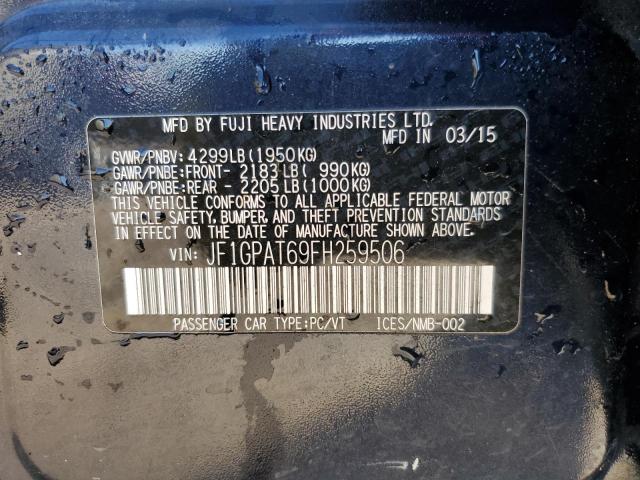 MFD BY FUJI HEAVY INDUSTRIES LTD.
MFD IN 03/15
GVWR/PNBV: 4299LB(1950KG)
GAWR/PNBE:FRONT- 2183LB( 990KG)
GAWR/PNBE:REAR - 2205LB(1000KG)
THIS VEHICLE CONFORMS TO ALL APPLICABLE FEDERAL MOTOR
VEHICLE SAFETY, BUMPER, AND THEFT PREVENTION STANDARDS
IN EFFECT ON THE DATE OF MANUFACTURE SHOWN ABOVE.
VIN: JF1GPAT69FH259506
PASSENGER CAR TYPE:PC/VT ICES/NMB-002